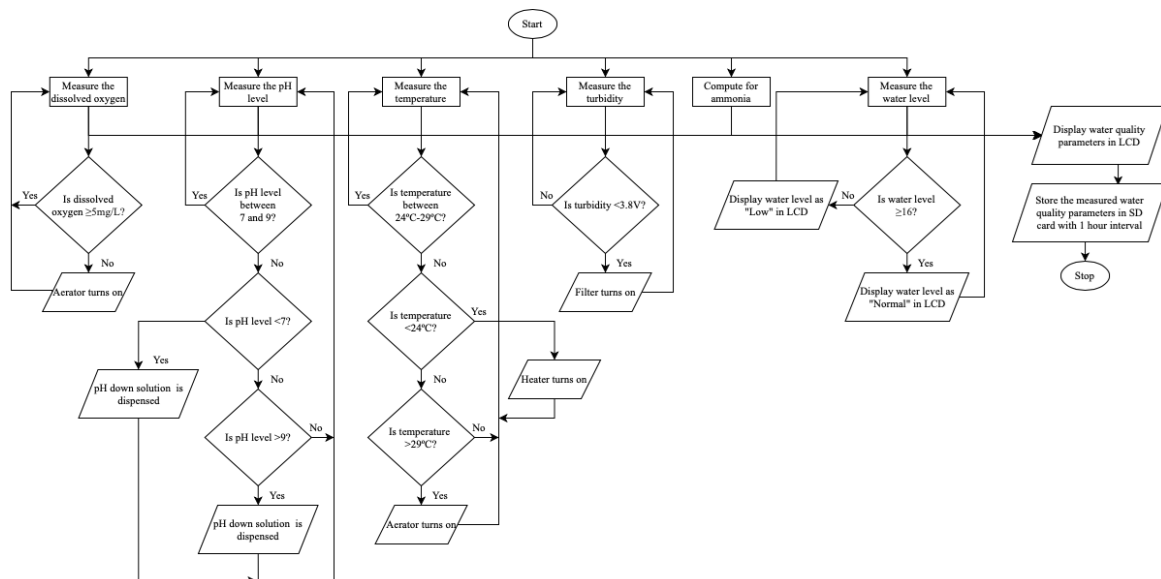 Start
Measure the
dissolved oxygen
Measure the pH
level
Measure the
temperature
Measure the
turbidity
Compute for
ammonia
Measure the
water level
Display water quality
parameters in LCD
Yes
Is dissolved
oxygen ≥5mg/L?
No
Aerator turns on
Yes
Is pH level
between
7 and 9?
No
Is pH level <7?
Yes
pH down solution is
dispensed
No
Is pH level >9?
No
Yes
pH down solution is
dispensed
Yes
Is temperature
between
24ºC-29ºC?
No
Is temperature
<24ºC?
Yes
Heater turns on
No
Is temperature
>29ºC?
No
Yes
Aerator turns on
No
Is turbidity <3.8V?
Yes
Filter turns on
Display water level as
"Low" in LCD
No
Is water level
≥16?
Yes
Display water level as
"Normal" in LCD
Store the measured water
quality parameters in SD
card with 1 hour interval
Stop